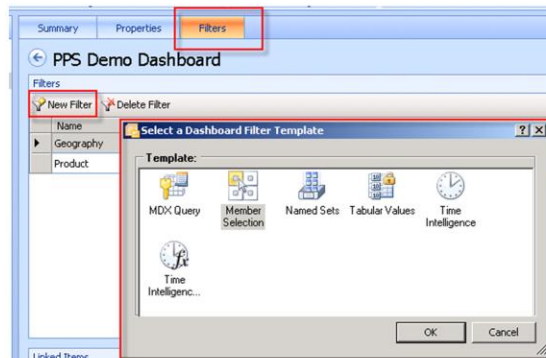 Summary Properties Filters
PPS Demo Dashboard
Filters
New Filter Delete Filter
Name
Geography
Product
Select a Dashboard Filter Template
Template:
MDX Query Member Selection Named Sets Tabular Values Time Intelligence
Time Intelligenc...
OK Cancel
Linked Items